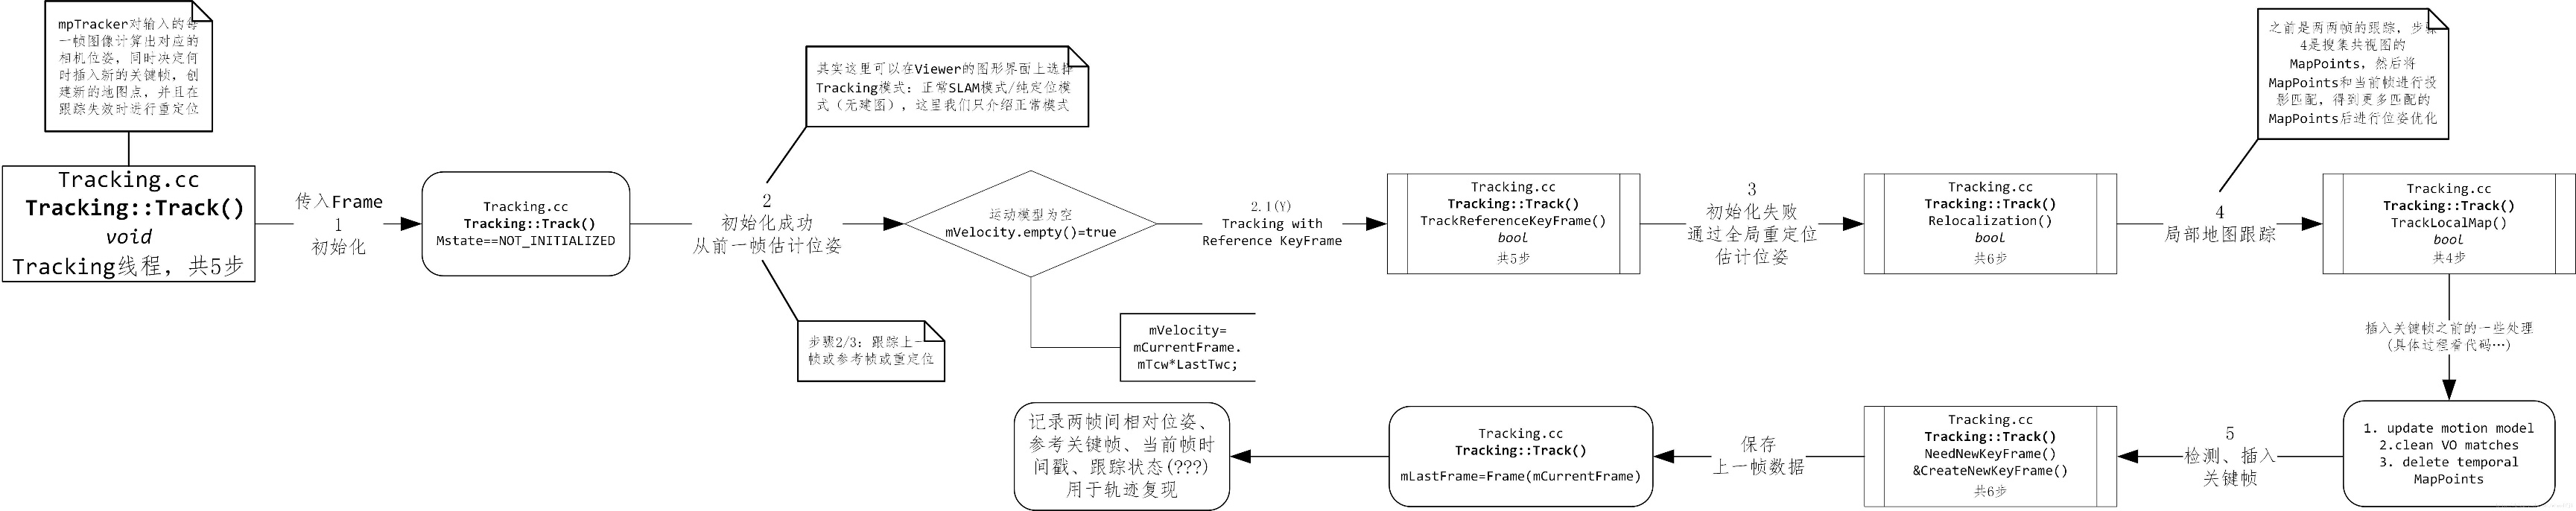 mpTracker对输入的每
一帧图像计算出对应的
相机位姿，同时决定何
时插入新的关键帧，创
建新的地图点，并且在
跟踪失效时进行重定位
Tracking.cc
Tracking::Track()
void
Tracking线程，共5步
传入Frame
1
初始化
Tracking.cc
Tracking::Track()
Mstate==NOT_INITIALIZED
其实这里可以在Viewer的图形界面上选择
Tracking模式：正常SLAM模式/纯定位模
式（无建图），这里我们只介绍正常模式
2
初始化成功
从前一帧估计位姿
步骤2/3：跟踪上一
帧或参考帧或重定位
运动模型为空
mVelocity.empty()=true
mVelocity=
mCurrentFrame.
mTcw*LastTwc;
2.1(Y)
Tracking with
Reference KeyFrame
Tracking.cc
Tracking::Track()
TrackReferenceKeyFrame()
bool
共5步
3
初始化失败
通过全局重定位
估计位姿
Tracking.cc
Tracking::Track()
Relocalization()
bool
共6步
4
局部地图跟踪
之前是两两帧的跟踪，步骤
4是搜集共视图的
MapPoints，然后将
MapPoints和当前帧进行投
影匹配，得到更多匹配的
MapPoints后进行位姿优化
Tracking.cc
Tracking::Track()
TrackLocalMap()
bool
共4步
插入关键帧之前的一些处理
(具体过程看代码…)
1. update motion model
2.clean VO matches
3. delete temporal
MapPoints
5
检测、插入
关键帧
Tracking.cc
Tracking::Track()
NeedNewKeyFrame()
&CreateNewKeyFrame()
共6步
保存
上一帧数据
Tracking.cc
Tracking::Track()
mLastFrame=Frame(mCurrentFrame)
记录两帧间相对位姿、
参考关键帧、当前帧时
间戳、跟踪状态(???)
用于轨迹复现